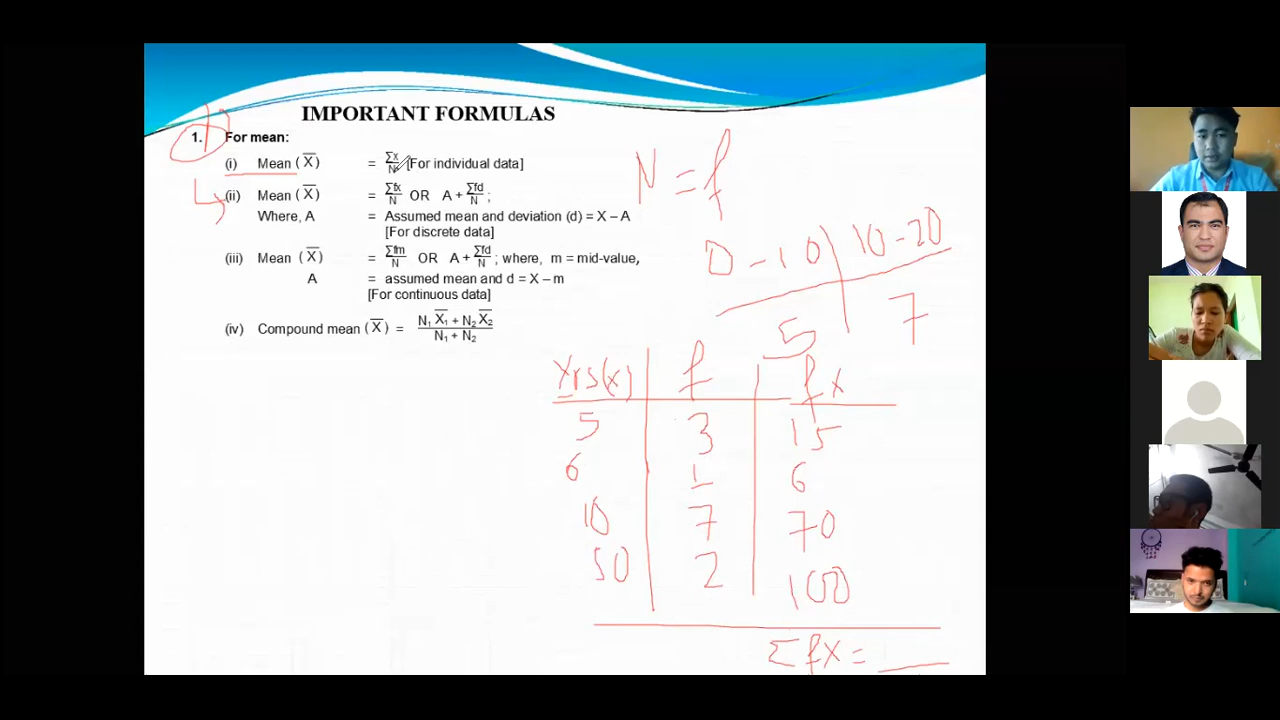 IMPORTANT FORMULAS
1. For mean:
(i) Mean (X̄) = Σx/N [For individual data]
(ii) Mean (X̄) = Σfx/N OR A + Σfd/N ;
Where, A = Assumed mean and deviation (d) = X – A
[For discrete data]
(iii) Mean (X̄) = Σfm/N OR A + Σfd/N ; where, m = mid-value,
A = assumed mean and d = X – m
[For continuous data]
(iv) Compound mean (X̄) = N₁ X̄₁ + N₂ X̄₂ / N₁ + N₂
N = f
0 - 10 10 - 20
5 7
Yrs(x) f fx
5 3 15
6 1 6
10 7 70
50 2 100
Σfx =